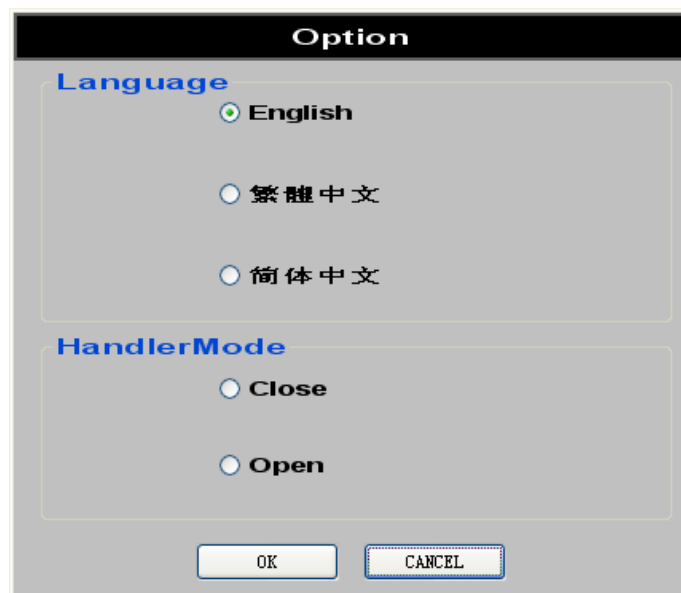 Option
Language
English
繁體中文
简体中文
HandlerMode
Close
Open
OK
CANCEL